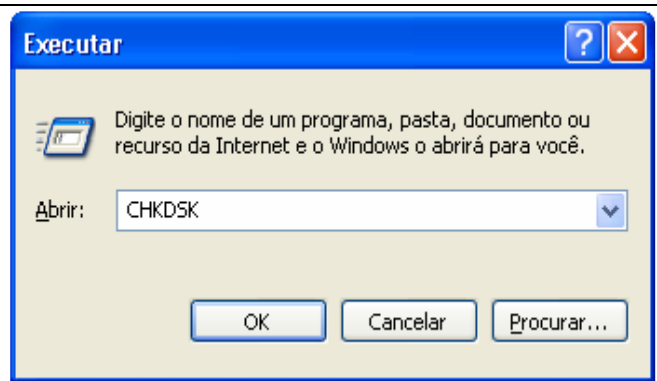 Executar
Digite o nome de um programa, pasta, documento ou
recurso da Internet e o Windows o abrirá para você.
Abrir: CHKDSK
OK Cancelar Procurar...